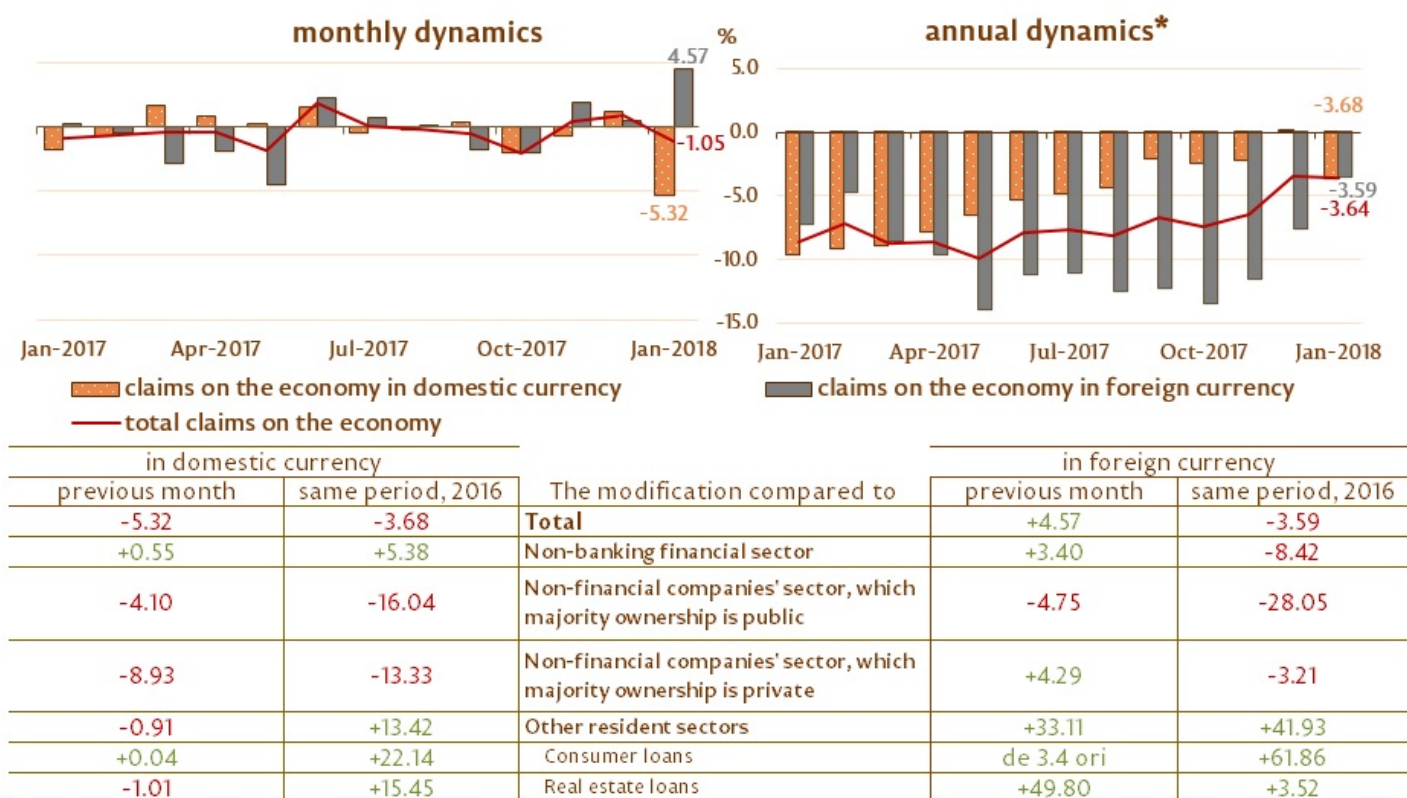 monthly dynamics
%
annual dynamics*
4.57
-1.05
-5.32
5.0
0.0
-5.0
-10.0
-15.0
-3.68
-3.59
-3.64
Jan-2017 Apr-2017 Jul-2017 Oct-2017 Jan-2018
Jan-2017 Apr-2017 Jul-2017 Oct-2017 Jan-2018
claims on the economy in domestic currency
claims on the economy in foreign currency
total claims on the economy
in domestic currency in foreign currency
previous month same period, 2016 The modification compared to previous month same period, 2016
-5.32 -3.68 Total +4.57 -3.59
+0.55 +5.38 Non-banking financial sector +3.40 -8.42
Non-financial companies' sector, which
-4.10 -16.04 majority ownership is public -4.75 -28.05
Non-financial companies' sector, which
-8.93 -13.33 majority ownership is private +4.29 -3.21
-0.91 +13.42 Other resident sectors +33.11 +41.93
+0.04 +22.14 Consumer loans de 3.4 ori +61.86
-1.01 +15.45 Real estate loans +49.80 +3.52